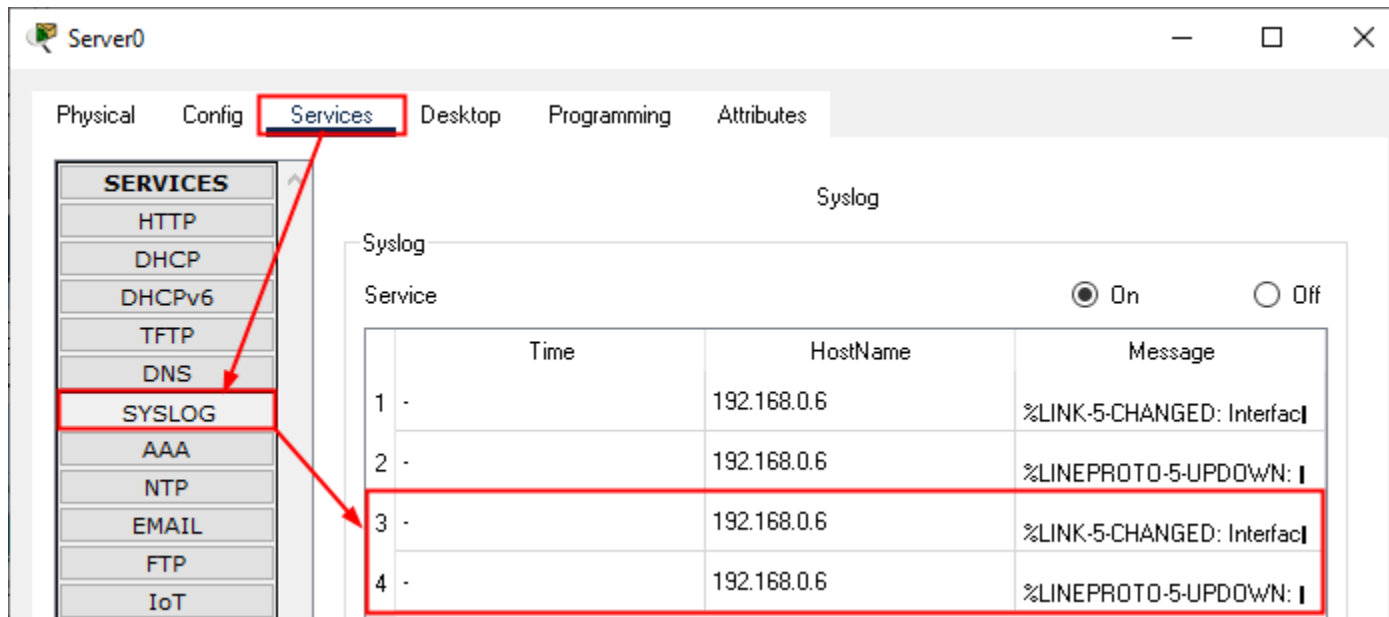 Server0
Physical Config Services Desktop Programming Attributes
SERVICES
HTTP
DHCP
DHCPv6
TFTP
DNS
SYSLOG
AAA
NTP
EMAIL
FTP
IoT
Syslog
Syslog
Service On Off
Time HostName Message
1 - 192.168.0.6 %LINK-5-CHANGED: Interfac
2 - 192.168.0.6 %LINEPROTO-5-UPDOWN:
3 - 192.168.0.6 %LINK-5-CHANGED: Interfac
4 - 192.168.0.6 %LINEPROTO-5-UPDOWN: